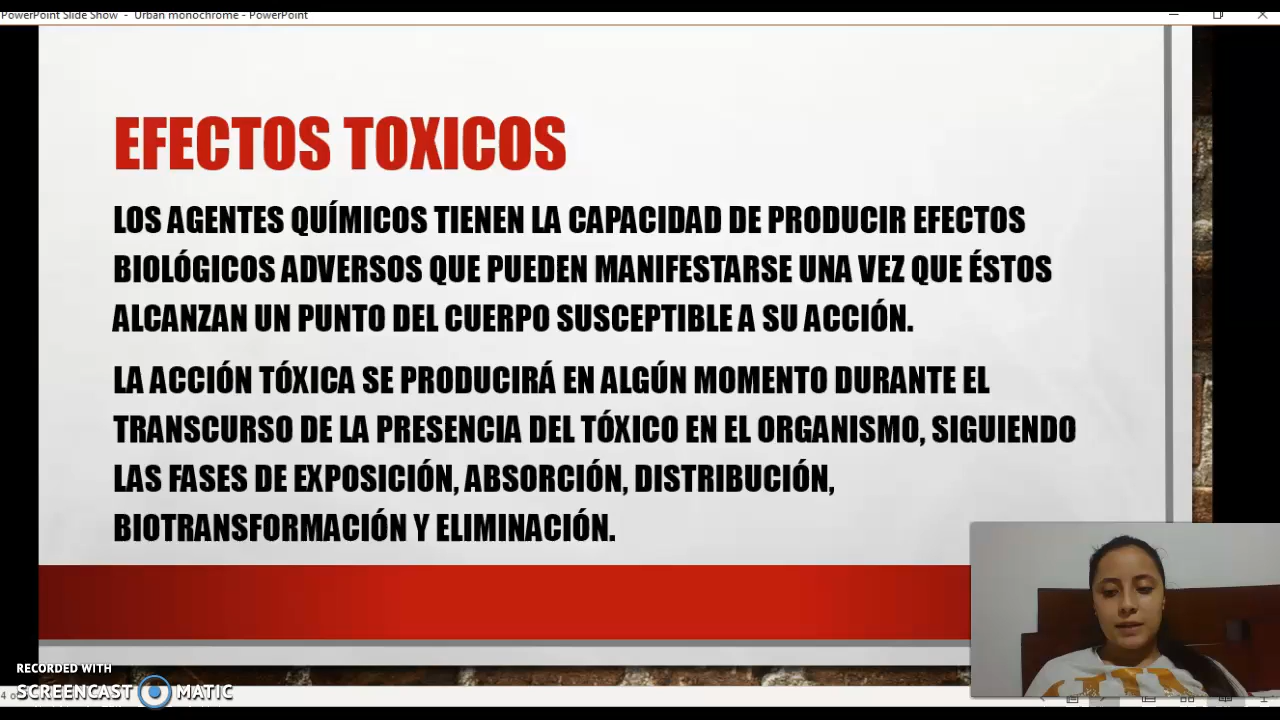 PowerPoint Slide Show - Urban monochrome - PowerPoint
EFECTOS TOXICOS
LOS AGENTES QUÍMICOS TIENEN LA CAPACIDAD DE PRODUCIR EFECTOS
BIOLÓGICOS ADVERSOS QUE PUEDEN MANIFESTARSE UNA VEZ QUE ÉSTOS
ALCANZAN UN PUNTO DEL CUERPO SUSCEPTIBLE A SU ACCIÓN.
LA ACCIÓN TÓXICA SE PRODUCIRÁ EN ALGÚN MOMENTO DURANTE EL
TRANSCURSO DE LA PRESENCIA DEL TÓXICO EN EL ORGANISMO, SIGUIENDO
LAS FASES DE EXPOSICIÓN, ABSORCIÓN, DISTRIBUCIÓN,
BIOTRANSFORMACIÓN Y ELIMINACIÓN.
RECORDED WITH
SCREENCAST MATIC